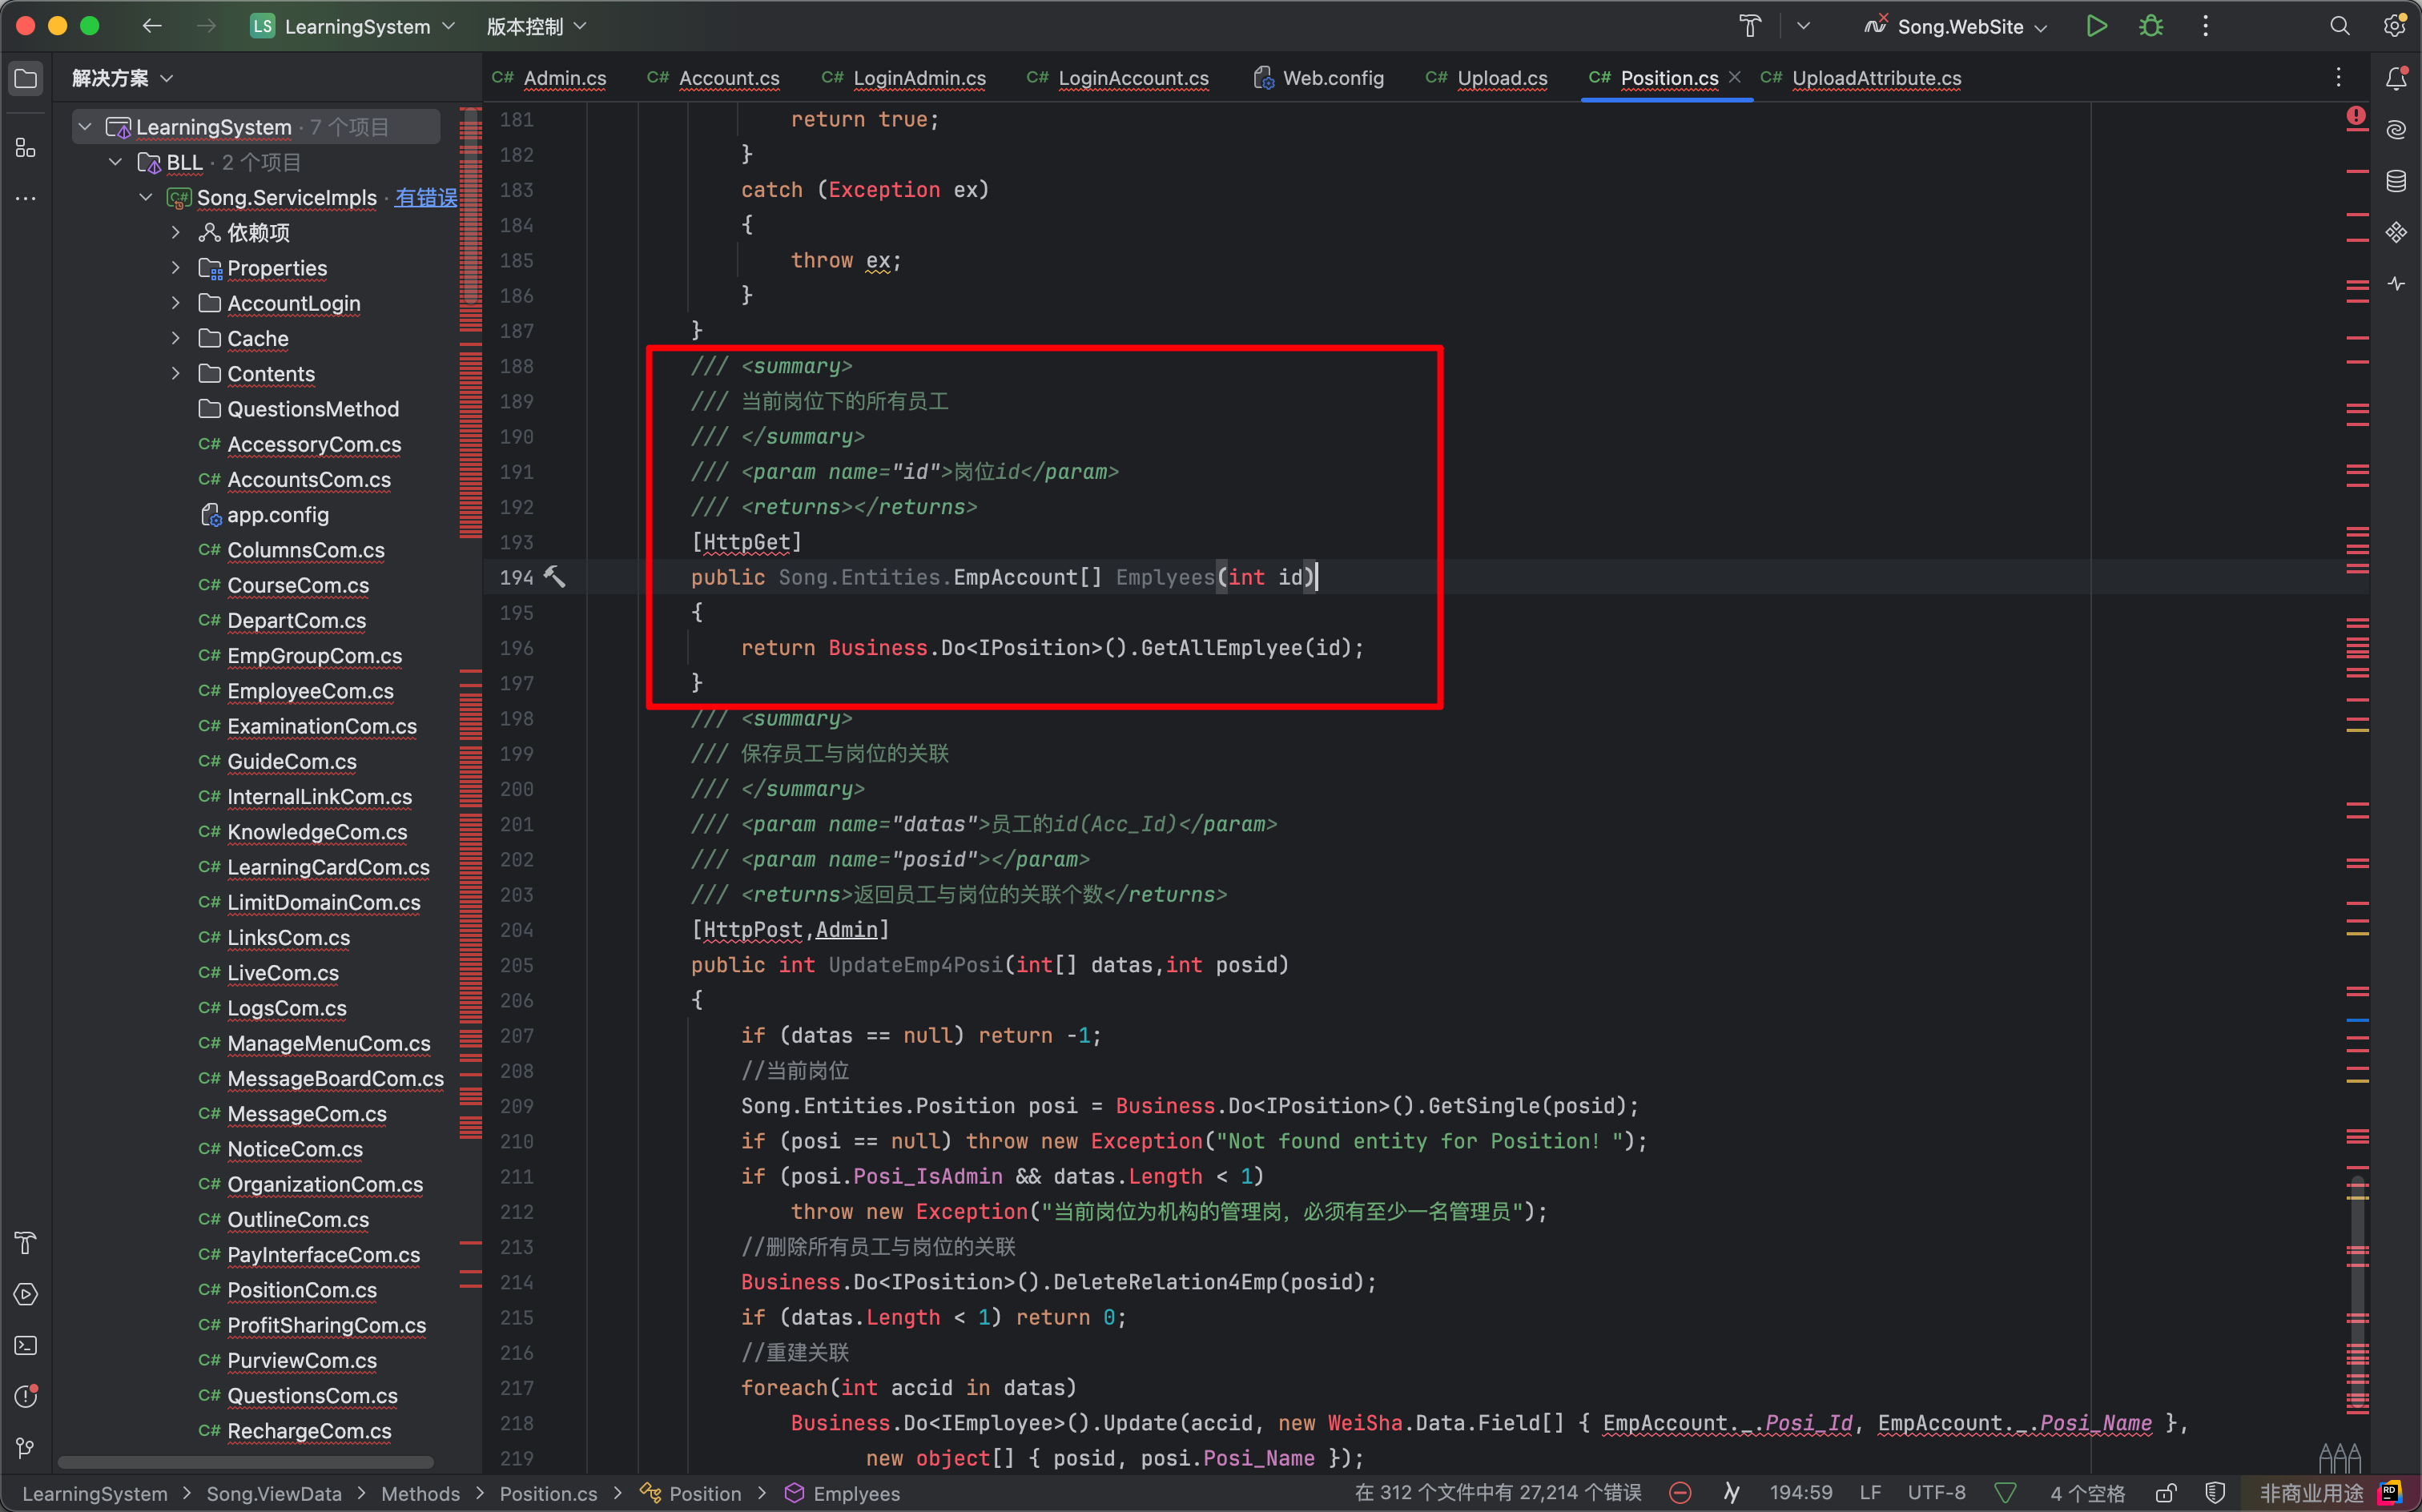 LS LearningSystem 版本控制 Song.WebSite
解决方案
C# Admin.cs C# Account.cs C# LoginAdmin.cs C# LoginAccount.cs Web.config C# Upload.cs C# Position.cs C# UploadAttribute.cs
LearningSystem · 7 个项目
BLL · 2 个项目
Song.ServiceImpls · 有错误
依赖项
Properties
AccountLogin
Cache
Contents
QuestionsMethod
C# AccessoryCom.cs
C# AccountsCom.cs
app.config
C# ColumnsCom.cs
C# CourseCom.cs
C# DepartCom.cs
C# EmpGroupCom.cs
C# EmployeeCom.cs
C# ExaminationCom.cs
C# GuideCom.cs
C# InternalLinkCom.cs
C# KnowledgeCom.cs
C# LearningCardCom.cs
C# LimitDomainCom.cs
C# LinksCom.cs
C# LiveCom.cs
C# LogsCom.cs
C# ManageMenuCom.cs
C# MessageBoardCom.cs
C# MessageCom.cs
C# NoticeCom.cs
C# OrganizationCom.cs
C# OutlineCom.cs
C# PayInterfaceCom.cs
C# PositionCom.cs
C# ProfitSharingCom.cs
C# PurviewCom.cs
C# QuestionsCom.cs
C# RechargeCom.cs
181 return true;
182 }
183 catch (Exception ex)
184 {
185 throw ex;
186 }
187 }
188 /// <summary>
189 /// 当前岗位下的所有员工
190 /// </summary>
191 /// <param name="id">岗位id</param>
192 /// <returns></returns>
193 [HttpGet]
194 public Song.Entities.EmpAccount[] Emplyees(int id)
195 {
196 return Business.Do<IPosition>().GetAllEmplyee(id);
197 }
198 /// <summary>
199 /// 保存员工与岗位的关联
200 /// </summary>
201 /// <param name="datas">员工的id(Acc_Id)</param>
202 /// <param name="posid"></param>
203 /// <returns>返回员工与岗位的关联个数</returns>
204 [HttpPost,Admin]
205 public int UpdateEmp4Posi(int[] datas,int posid)
206 {
207 if (datas == null) return -1;
208 //当前岗位
209 Song.Entities.Position posi = Business.Do<IPosition>().GetSingle(posid);
210 if (posi == null) throw new Exception("Not found entity for Position! ");
211 if (posi.Posi_IsAdmin && datas.Length < 1)
212 throw new Exception("当前岗位为机构的管理岗，必须有至少一名管理员");
213 //删除所有员工与岗位的关联
214 Business.Do<IPosition>().DeleteRelation4Emp(posid);
215 if (datas.Length < 1) return 0;
216 //重建关联
217 foreach(int accid in datas)
218 Business.Do<IEmployee>().Update(accid, new WeiSha.Data.Field[] { EmpAccount._.Posi_Id, EmpAccount._.Posi_Name },
219 new object[] { posid, posi.Posi_Name });
LearningSystem > Song.ViewData > Methods > Position.cs > Position > Emplyees 在 312 个文件中有 27,214 个错误 194:59 LF UTF-8 4 个空格 非商业用途 RD